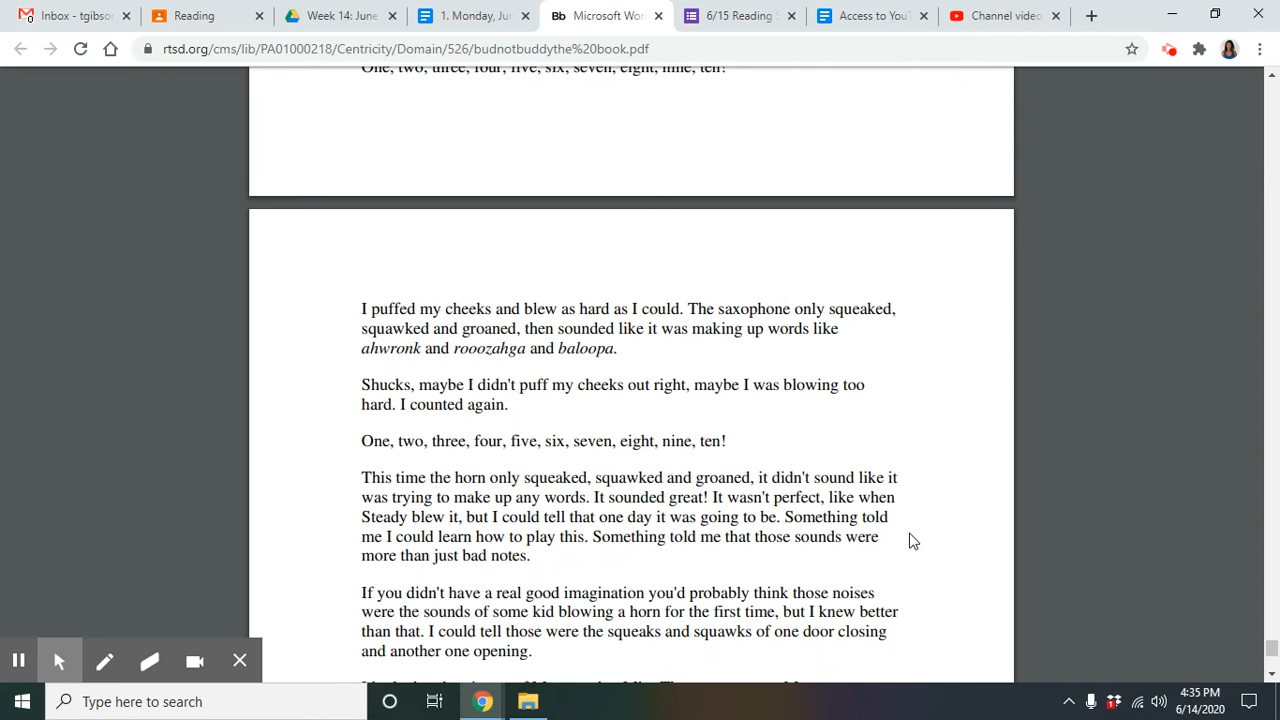 Inbox - tgibson
Reading
Week 14: June
1. Monday, Jun
Bb Microsoft Wor
6/15 Reading S
Access to YouT
Channel video
rtsd.org/cms/lib/PA01000218/Centricity/Domain/526/budnotbuddythe%20book.pdf
One, two, three, four, five, six, seven, eight, nine, ten!
I puffed my cheeks and blew as hard as I could. The saxophone only squeaked,
squawked and groaned, then sounded like it was making up words like
ahwronk and rooozahga and baloopa.
Shucks, maybe I didn't puff my cheeks out right, maybe I was blowing too
hard. I counted again.
One, two, three, four, five, six, seven, eight, nine, ten!
This time the horn only squeaked, squawked and groaned, it didn't sound like it
was trying to make up any words. It sounded great! It wasn't perfect, like when
Steady blew it, but I could tell that one day it was going to be. Something told
me I could learn how to play this. Something told me that those sounds were
more than just bad notes.
If you didn't have a real good imagination you'd probably think those noises
were the sounds of some kid blowing a horn for the first time, but I knew better
than that. I could tell those were the squeaks and squawks of one door closing
and another one opening.
Type here to search
4:35 PM
6/14/2020